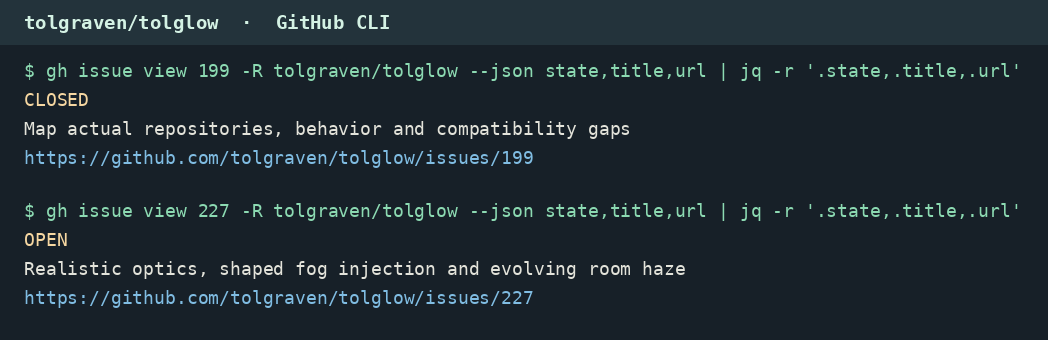 tolgraven/tolglow · GitHub CLI
$ gh issue view 199 -R tolgraven/tolglow --json state,title,url | jq -r '.state,.title,.url'
CLOSED
Map actual repositories, behavior and compatibility gaps
https://github.com/tolgraven/tolglow/issues/199
$ gh issue view 227 -R tolgraven/tolglow --json state,title,url | jq -r '.state,.title,.url'
OPEN
Realistic optics, shaped fog injection and evolving room haze
https://github.com/tolgraven/tolglow/issues/227